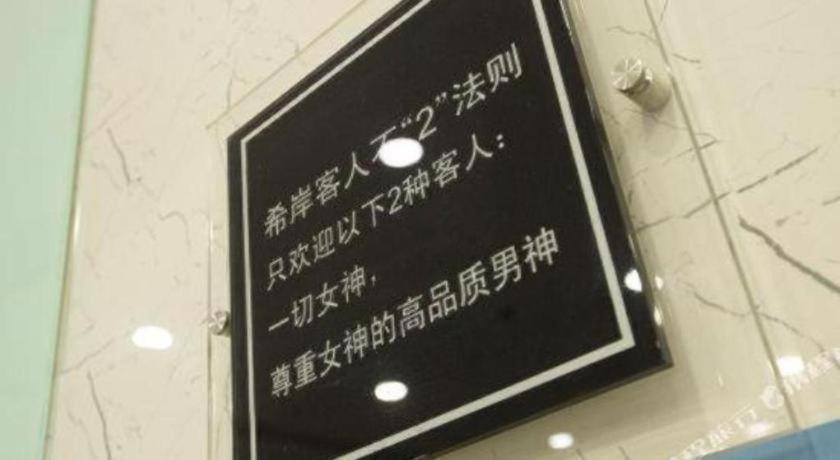 希岸客人不“2”法则
只欢迎以下2种客人：
一切女神，
尊重女神的高品质男神